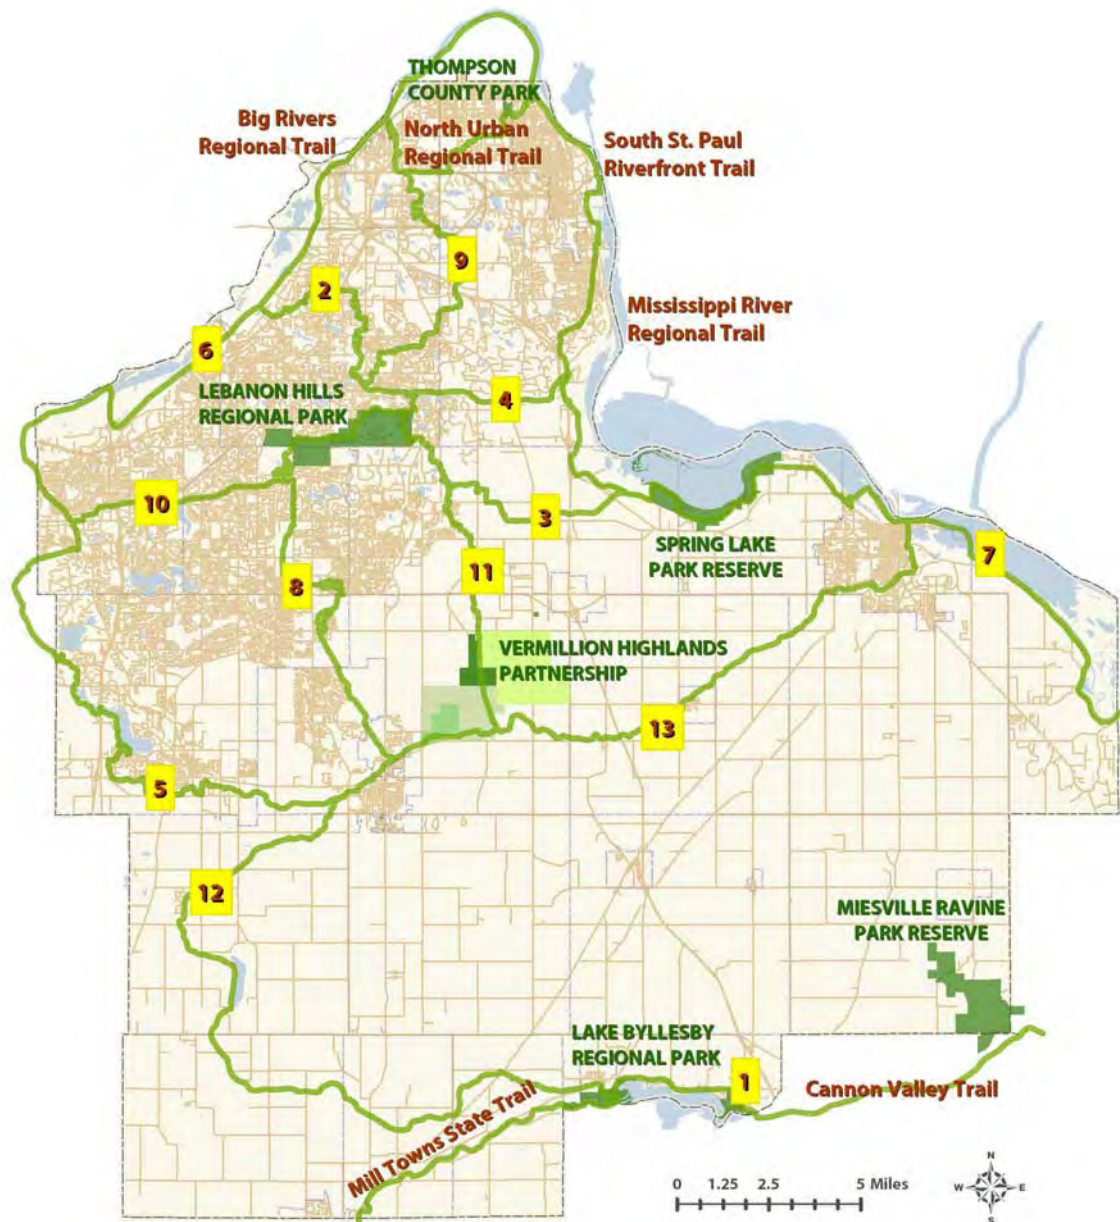 THOMPSON
COUNTY PARK
Big Rivers
Regional Trail
North Urban
Regional Trail
South St. Paul
Riverfront Trail
9
2
Mississippi River
Regional Trail
6
LEBANON HILLS
REGIONAL PARK
4
10
3
SPRING LAKE
PARK RESERVE
7
11
8
VERMILLION HIGHLANDS
PARTNERSHIP
13
5
12
MIESVILLE RAVINE
PARK RESERVE
LAKE BYLLESBY
REGIONAL PARK
1
Cannon Valley Trail
Mill Towns State Trail
0 1.25 2.5 5 Miles
N
W E
S